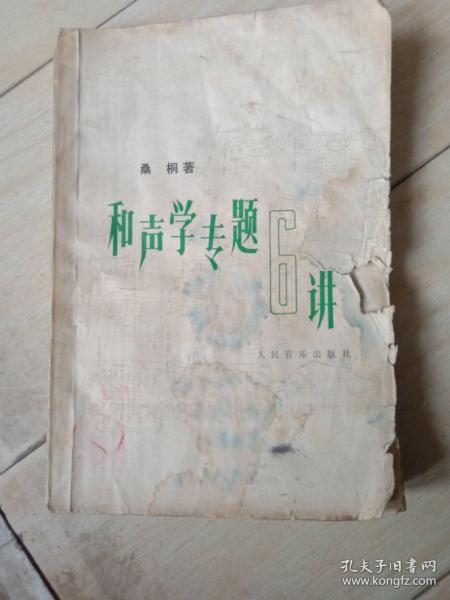 桑 桐著
和声学专题6讲
人民音乐出版社
孔夫子旧书网
www.kongfz.com